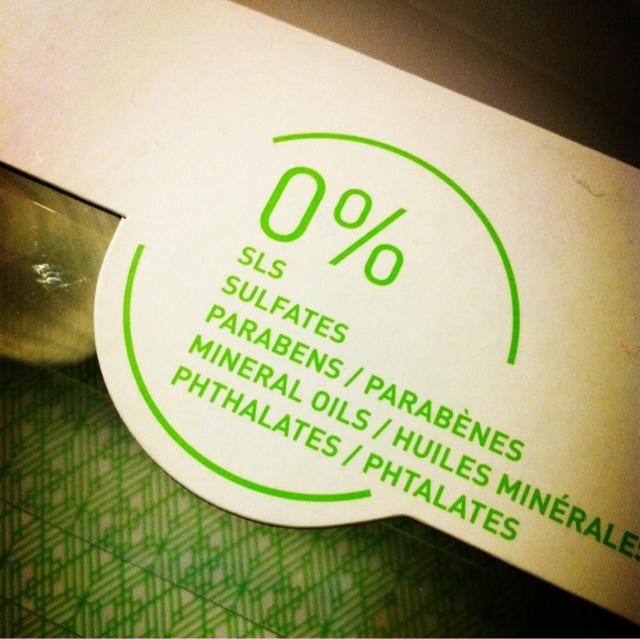 0%
SLS
SULFATES
PARABENS / PARABÈNES
MINERAL OILS / HUILES MINÉRALES
PHTHALATES / PHTALATES